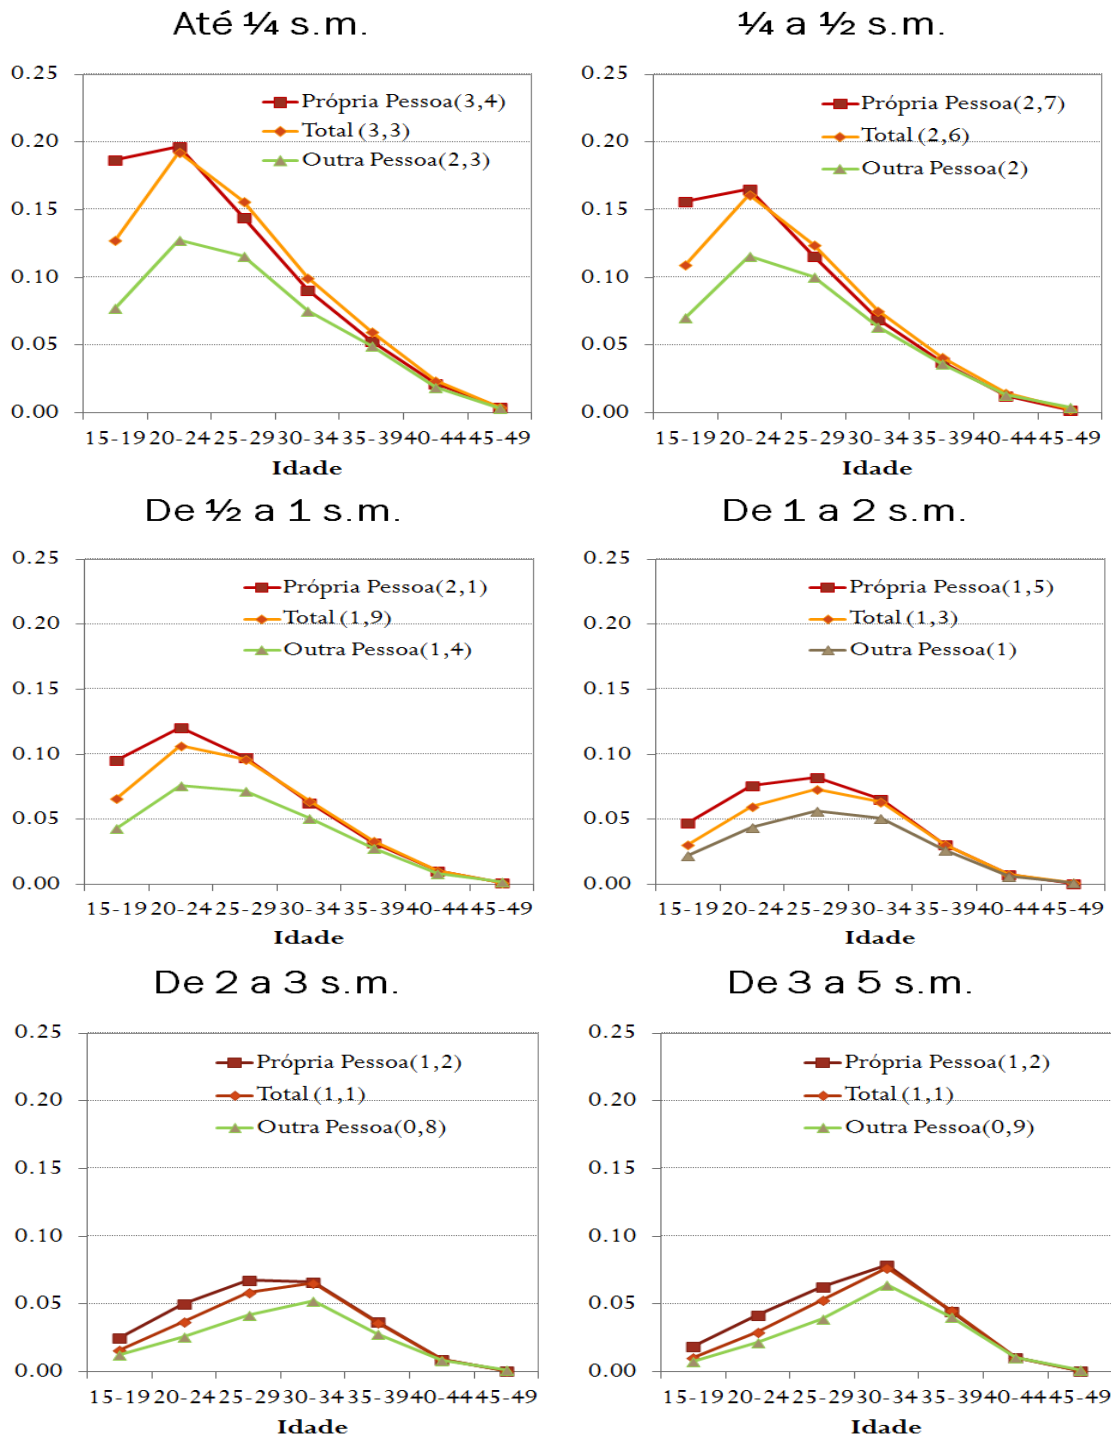 Até ¼ s.m.
0.25
0.20
0.15
0.10
0.05
0.00
Própria Pessoa(3,4)
Total (3,3)
Outra Pessoa(2,3)
15-19 20-24 25-29 30-34 35-39 40-44 45-49
Idade
¼ a ½ s.m.
0.25
0.20
0.15
0.10
0.05
0.00
Própria Pessoa(2,7)
Total (2,6)
Outra Pessoa(2)
15-19 20-24 25-29 30-34 35-39 40-44 45-49
Idade
De ½ a 1 s.m.
0.25
0.20
0.15
0.10
0.05
0.00
Própria Pessoa(2,1)
Total (1,9)
Outra Pessoa(1,4)
15-19 20-24 25-29 30-34 35-39 40-44 45-49
Idade
De 1 a 2 s.m.
0.25
0.20
0.15
0.10
0.05
0.00
Própria Pessoa(1,5)
Total (1,3)
Outra Pessoa(1)
15-19 20-24 25-29 30-34 35-39 40-44 45-49
Idade
De 2 a 3 s.m.
0.25
0.20
0.15
0.10
0.05
0.00
Própria Pessoa(1,2)
Total (1,1)
Outra Pessoa(0,8)
15-19 20-24 25-29 30-34 35-39 40-44 45-49
Idade
De 3 a 5 s.m.
0.25
0.20
0.15
0.10
0.05
0.00
Própria Pessoa(1,2)
Total (1,1)
Outra Pessoa(0,9)
15-19 20-24 25-29 30-34 35-39 40-44 45-49
Idade